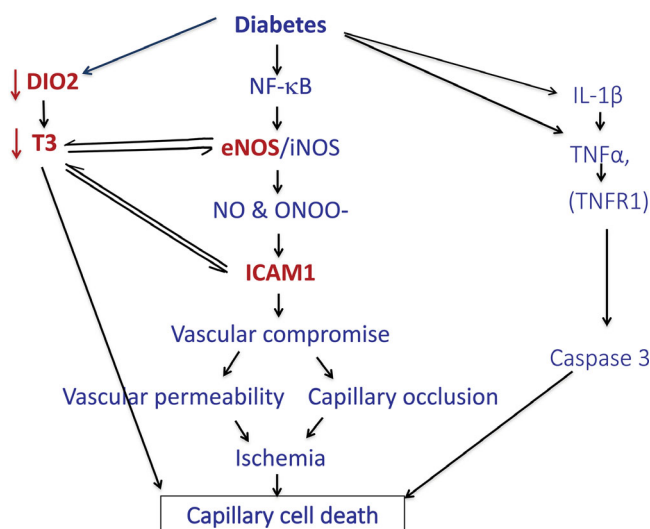 Diabetes
↓ DIO2
NF-κB
IL-1β
↓ T3
eNOS/iNOS
TNFα,
NO & ONOO-
(TNFR1)
ICAM1
Vascular compromise
Caspase 3
Vascular permeability
Capillary occlusion
Ischemia
Capillary cell death